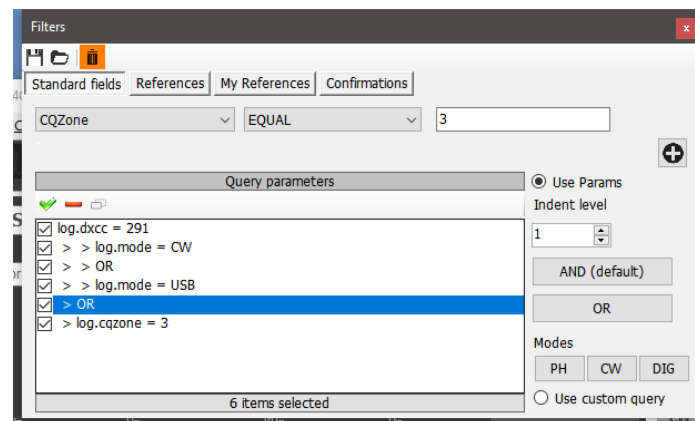 Filters
x
Standard fields References My References Confirmations
CQZone EQUAL 3
Query parameters
Use Params
Indent level
1
log.dxcc = 291
> > log.mode = CW
> > OR
> > log.mode = USB
> OR
> log.cqzone = 3
AND (default)
OR
Modes
PH CW DIG
6 items selected
Use custom query